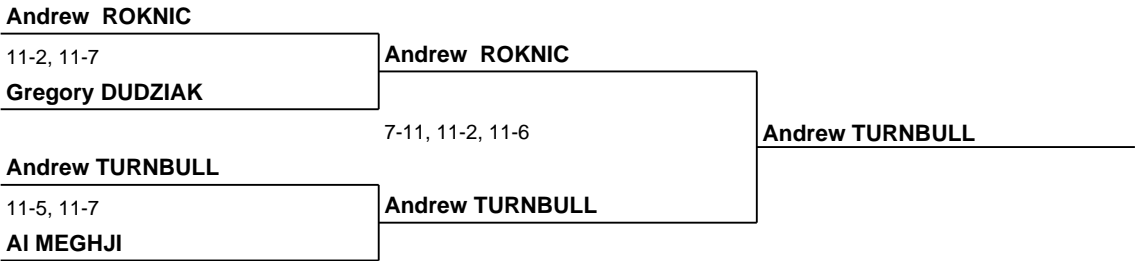 Andrew  ROKNIC
11-2, 11-7
Andrew  ROKNIC
Gregory DUDZIAK
7-11, 11-2, 11-6
Andrew TURNBULL
Andrew TURNBULL
11-5, 11-7
Andrew TURNBULL
Al MEGHJI